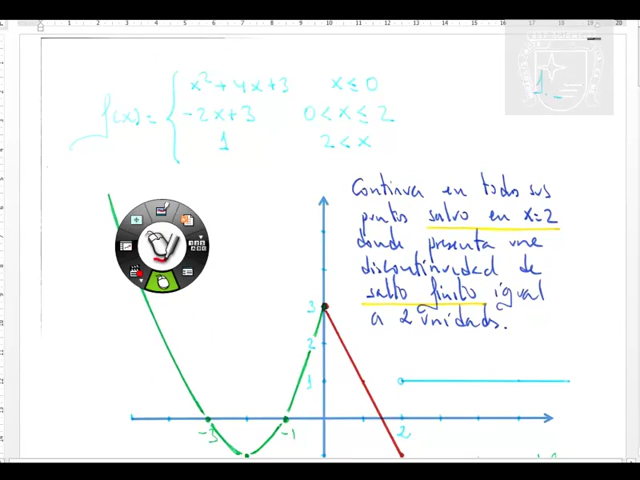 1._
f(x)=
x²+4x+3 x≤0
-2x+3 0<x≤2
1 2<x
Continua en todos sus
puntos salvo en x=2
donde presenta una
discontinuidad de
salto finito igual
a 2 unidades.
3
2
1
-3
-1
2